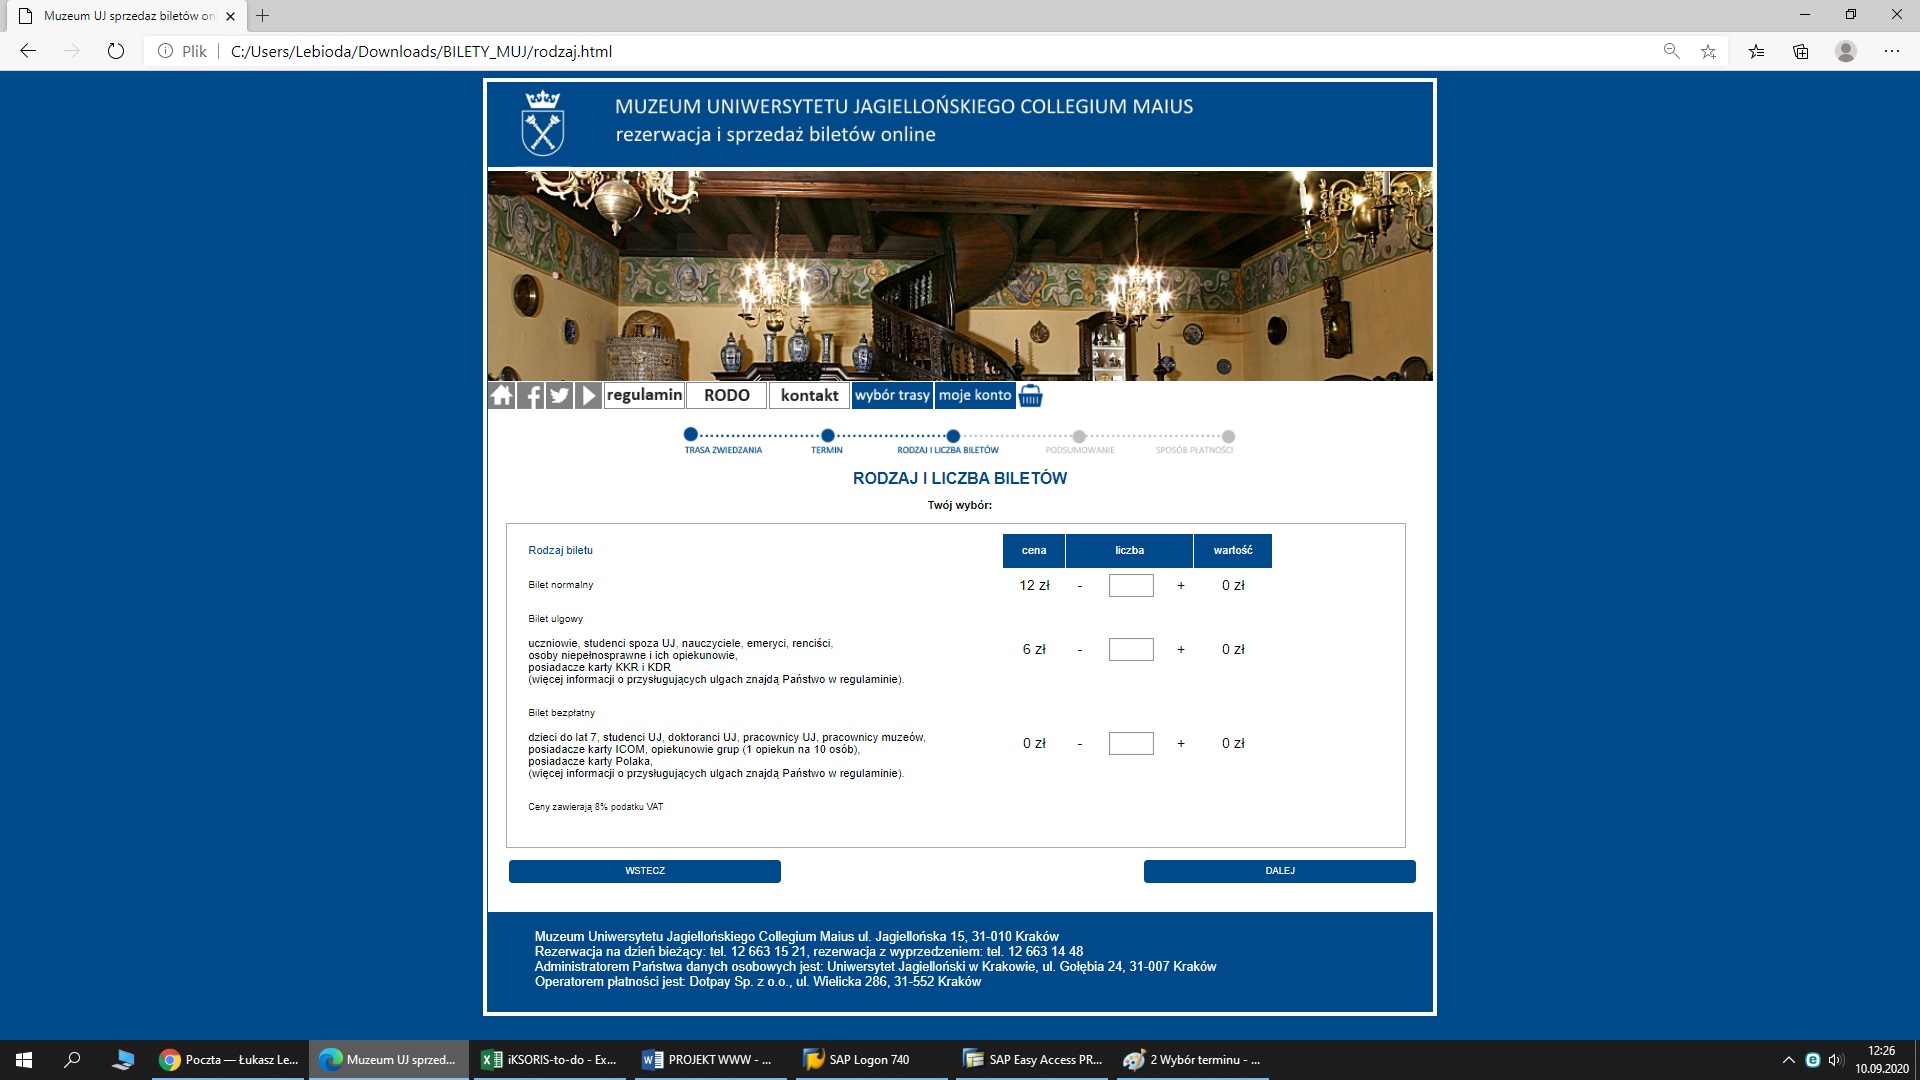 Muzeum UJ sprzedaz biletów on
Plik
C:/Users/Lebioda/Downloads/BILETY_MUJ/rodzaj.html
MUZEUM UNIWERSYTETU JAGIELLOŃSKIEGO COLLEGIUM MAIUS
rezerwacja i sprzedaż biletów online
regulamin RODO kontakt wybór trasy moje konto
TRASA ZWIEDZANIA TERMIN RODZAJ I LICZBA BILETÓW PODSUMOWANIE SPOSÓB PŁATNOŚCI
RODZAJ I LICZBA BILETÓW
Twój wybór:
Rodzaj biletu cena liczba wartość
Bilet normalny 12 zł - + 0 zł
Bilet ulgowy
uczniowie, studenci spoza UJ, nauczyciele, emeryci, renciści,
osoby niepełnosprawne i ich opiekunowie,
posiadacze karty KKR i KDR
(więcej informacji o przysługujących ulgach znajdą Państwo w regulaminie).
6 zł - + 0 zł
Bilet bezpłatny
dzieci do lat 7, studenci UJ, doktoranci UJ, pracownicy UJ, pracownicy muzeów,
posiadacze karty ICOM, opiekunowie grup (1 opiekun na 10 osób),
posiadacze karty Polaka,
(więcej informacji o przysługujących ulgach znajdą Państwo w regulaminie).
0 zł - + 0 zł
Ceny zawierają 8% podatku VAT
WSTECZ DALEJ
Muzeum Uniwersytetu Jagiellońskiego Collegium Maius ul. Jagiellońska 15, 31-010 Kraków
Rezerwacja na dzień bieżący: tel. 12 663 15 21, rezerwacja z wyprzedzeniem: tel. 12 663 14 48
Administratorem Państwa danych osobowych jest: Uniwersytet Jagielloński w Krakowie, ul. Gołębia 24, 31-007 Kraków
Operatorem płatności jest: Dotpay Sp. z o.o., ul. Wielicka 286, 31-552 Kraków
Poczta — Łukasz Le... Muzeum UJ sprzed... iKSORIS-to-do - Ex... PROJEKT WWW - ... SAP Logon 740 SAP Easy Access PR... 2 Wybór terminu - ...
12:26
10.09.2020